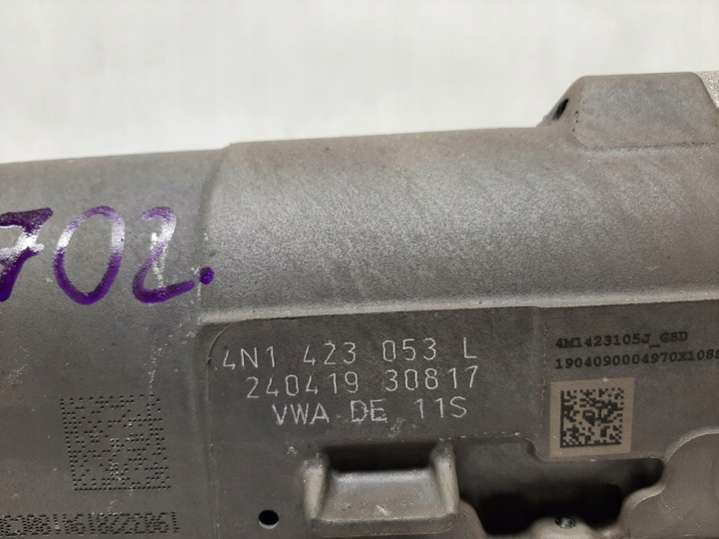 702.
4N1 423 053 L
240419 30817
VWA DE 11S
4M1423105J_GSD